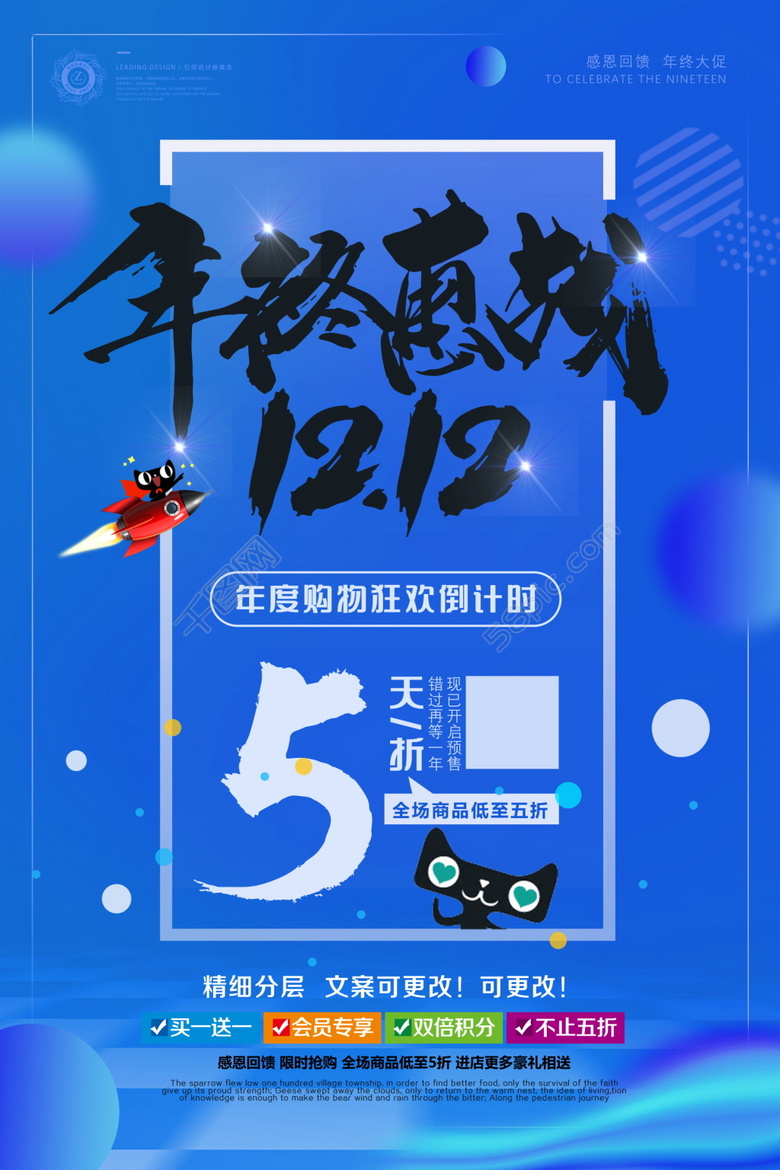 LEADING DESIGN / 引领设计新概念
感恩回馈 年终大促
TO CELEBRATE THE NINETEEN
年终惠战
12.12
千图网
58pic.com
年度购物狂欢倒计时
5
天/折
现已开启预售
错过再等一年
全场商品低至五折
精细分层 文案可更改！可更改！
买一送一 会员专享 双倍积分 不止五折
感恩回馈 限时抢购 全场商品低至5折 进店更多豪礼相送
The sparrow flew low one hundred village township, in order to find better food, only the survival of the faith
give up its proud strength; Geese swept away the clouds, only to return to the warm nest, the idea of living,tion
of knowledge is enough to make the bear wind and rain through the bitter; Along the pedestrian journey